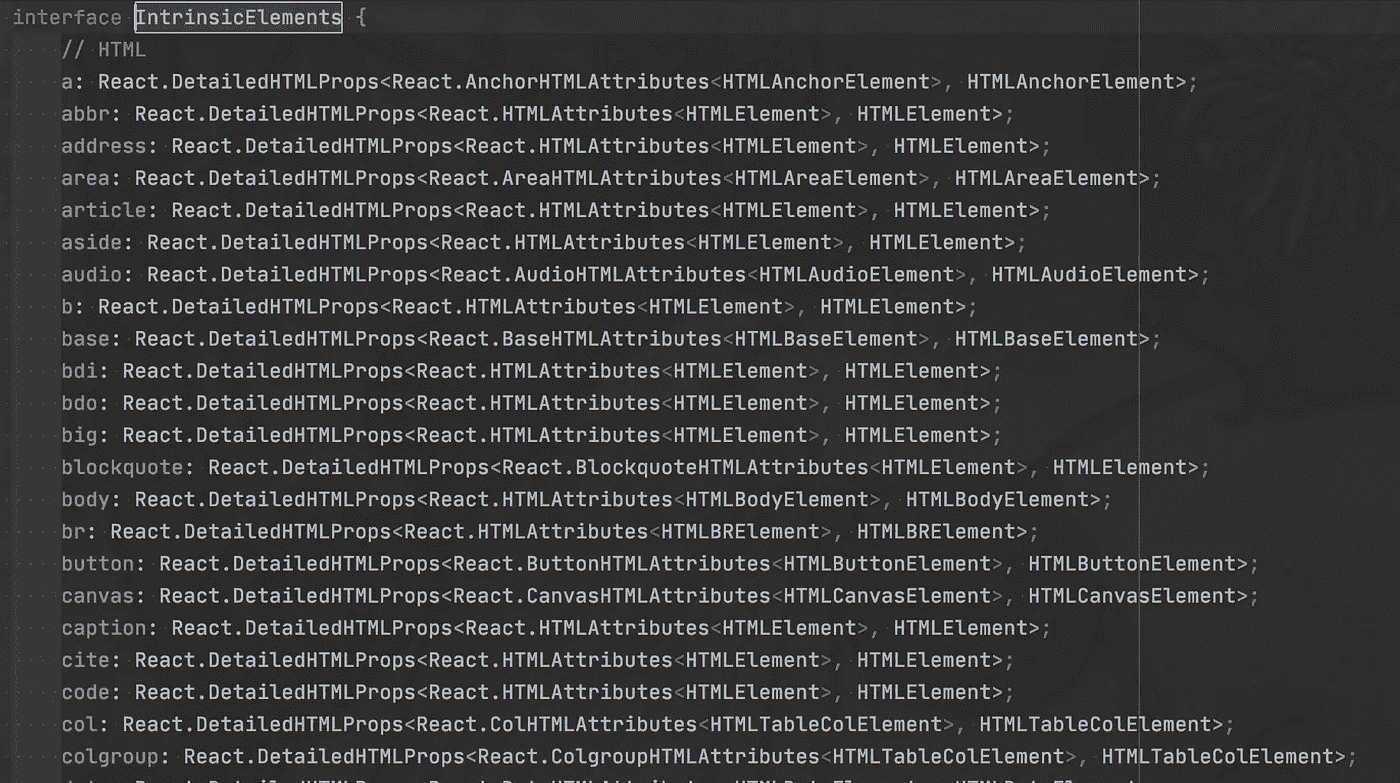 interface IntrinsicElements {
// HTML
a: React.DetailedHTMLProps<React.AnchorHTMLAttributes<HTMLAnchorElement>, HTMLAnchorElement>;
abbr: React.DetailedHTMLProps<React.HTMLAttributes<HTMLElement>, HTMLElement>;
address: React.DetailedHTMLProps<React.HTMLAttributes<HTMLElement>, HTMLElement>;
area: React.DetailedHTMLProps<React.AreaHTMLAttributes<HTMLAreaElement>, HTMLAreaElement>;
article: React.DetailedHTMLProps<React.HTMLAttributes<HTMLElement>, HTMLElement>;
aside: React.DetailedHTMLProps<React.HTMLAttributes<HTMLElement>, HTMLElement>;
audio: React.DetailedHTMLProps<React.AudioHTMLAttributes<HTMLAudioElement>, HTMLAudioElement>;
b: React.DetailedHTMLProps<React.HTMLAttributes<HTMLElement>, HTMLElement>;
base: React.DetailedHTMLProps<React.BaseHTMLAttributes<HTMLBaseElement>, HTMLBaseElement>;
bdi: React.DetailedHTMLProps<React.HTMLAttributes<HTMLElement>, HTMLElement>;
bdo: React.DetailedHTMLProps<React.HTMLAttributes<HTMLElement>, HTMLElement>;
big: React.DetailedHTMLProps<React.HTMLAttributes<HTMLElement>, HTMLElement>;
blockquote: React.DetailedHTMLProps<React.BlockquoteHTMLAttributes<HTMLElement>, HTMLElement>;
body: React.DetailedHTMLProps<React.HTMLAttributes<HTMLBodyElement>, HTMLBodyElement>;
br: React.DetailedHTMLProps<React.HTMLAttributes<HTMLBRElement>, HTMLBRElement>;
button: React.DetailedHTMLProps<React.ButtonHTMLAttributes<HTMLButtonElement>, HTMLButtonElement>;
canvas: React.DetailedHTMLProps<React.CanvasHTMLAttributes<HTMLCanvasElement>, HTMLCanvasElement>;
caption: React.DetailedHTMLProps<React.HTMLAttributes<HTMLElement>, HTMLElement>;
cite: React.DetailedHTMLProps<React.HTMLAttributes<HTMLElement>, HTMLElement>;
code: React.DetailedHTMLProps<React.HTMLAttributes<HTMLElement>, HTMLElement>;
col: React.DetailedHTMLProps<React.ColHTMLAttributes<HTMLTableColElement>, HTMLTableColElement>;
colgroup: React.DetailedHTMLProps<React.ColgroupHTMLAttributes<HTMLTableColElement>, HTMLTableColElement>;